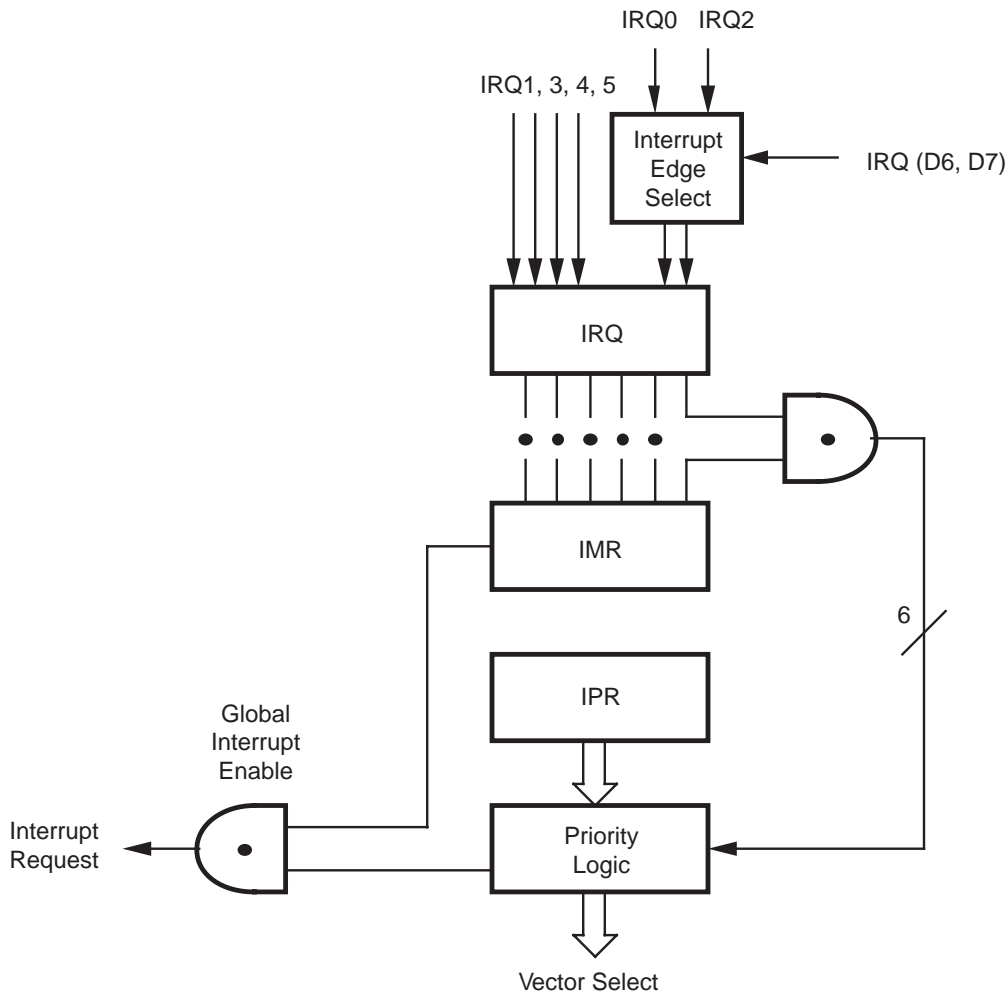 IRQ0 IRQ2
IRQ1, 3, 4, 5
Interrupt
Edge
Select
IRQ (D6, D7)
IRQ
IMR
6
IPR
Global
Interrupt
Enable
Interrupt
Request
Priority
Logic
Vector Select